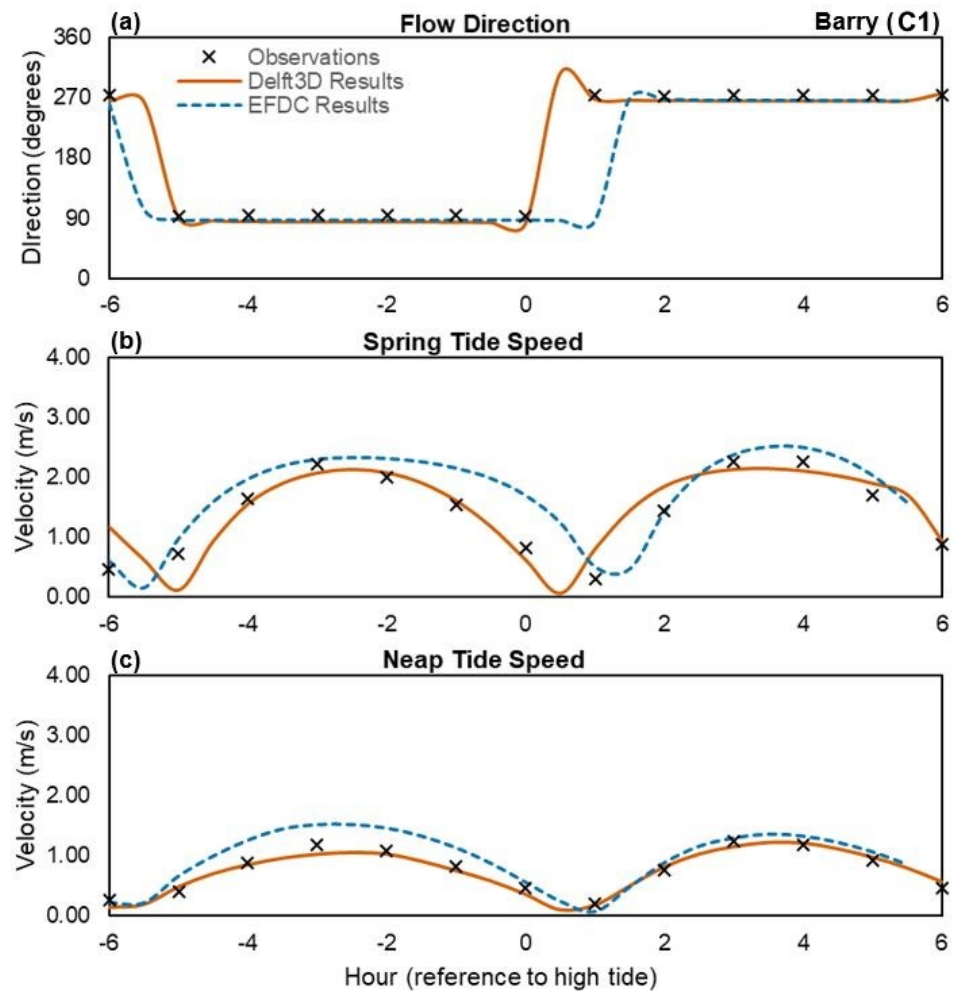 (a) Flow Direction Barry (C1)
Observations
Delft3D Results
EFDC Results
DIrection (degrees)
360
270
180
90
0
-6 -4 -2 0 2 4 6
(b) Spring Tide Speed
Velocity (m/s)
4.00
3.00
2.00
1.00
0.00
-6 -4 -2 0 2 4 6
(c) Neap Tide Speed
Velocity (m/s)
4.00
3.00
2.00
1.00
0.00
-6 -4 -2 0 2 4 6
Hour (reference to high tide)